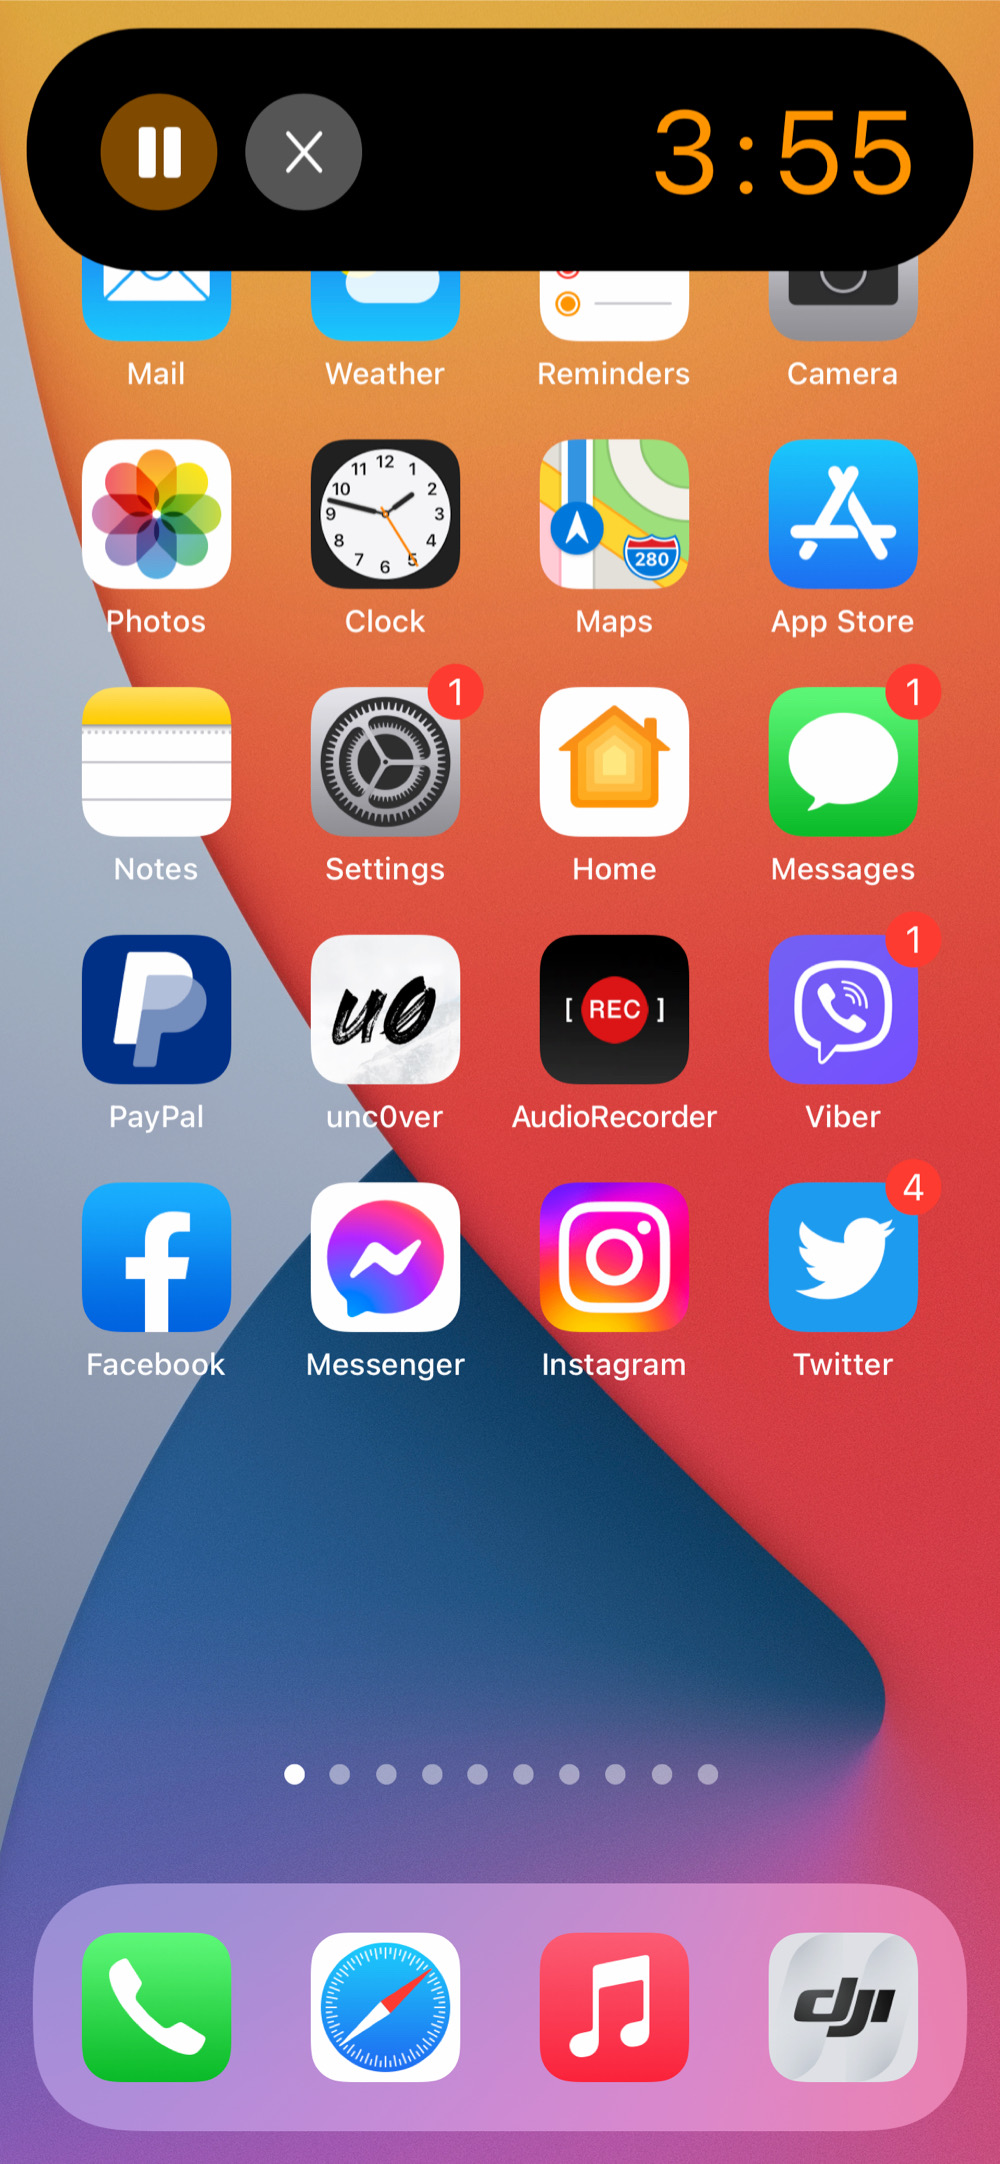 3:55
Mail Weather Reminders Camera
12
11 1
10 2
9 3
8 4
7 6 5
280
Photos Clock Maps App Store
1 1
Notes Settings Home Messages
1
u0
[ REC ]
PayPal unc0ver AudioRecorder Viber
4
Facebook Messenger Instagram Twitter
dji